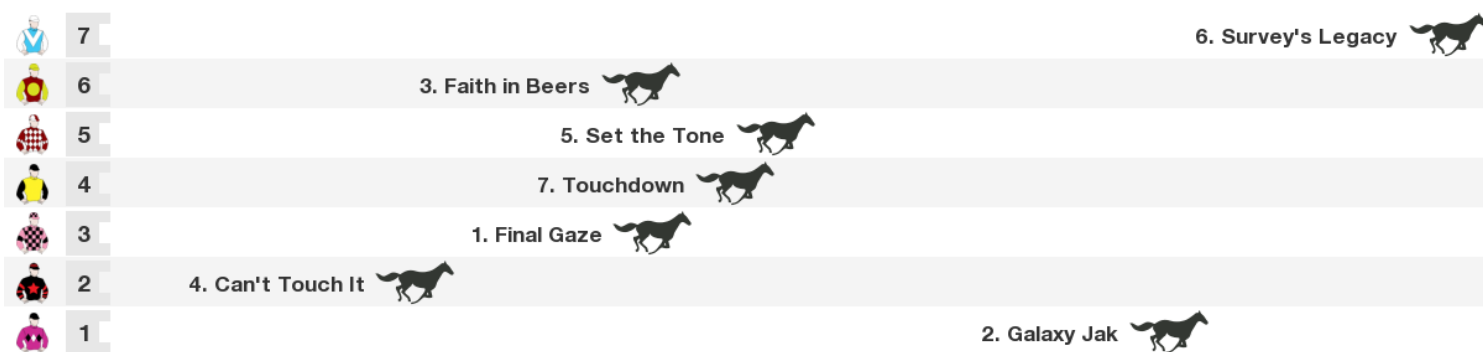 7 6. Survey's Legacy
6 3. Faith in Beers
5 5. Set the Tone
4 7. Touchdown
3 1. Final Gaze
2 4. Can't Touch It
1 2. Galaxy Jak